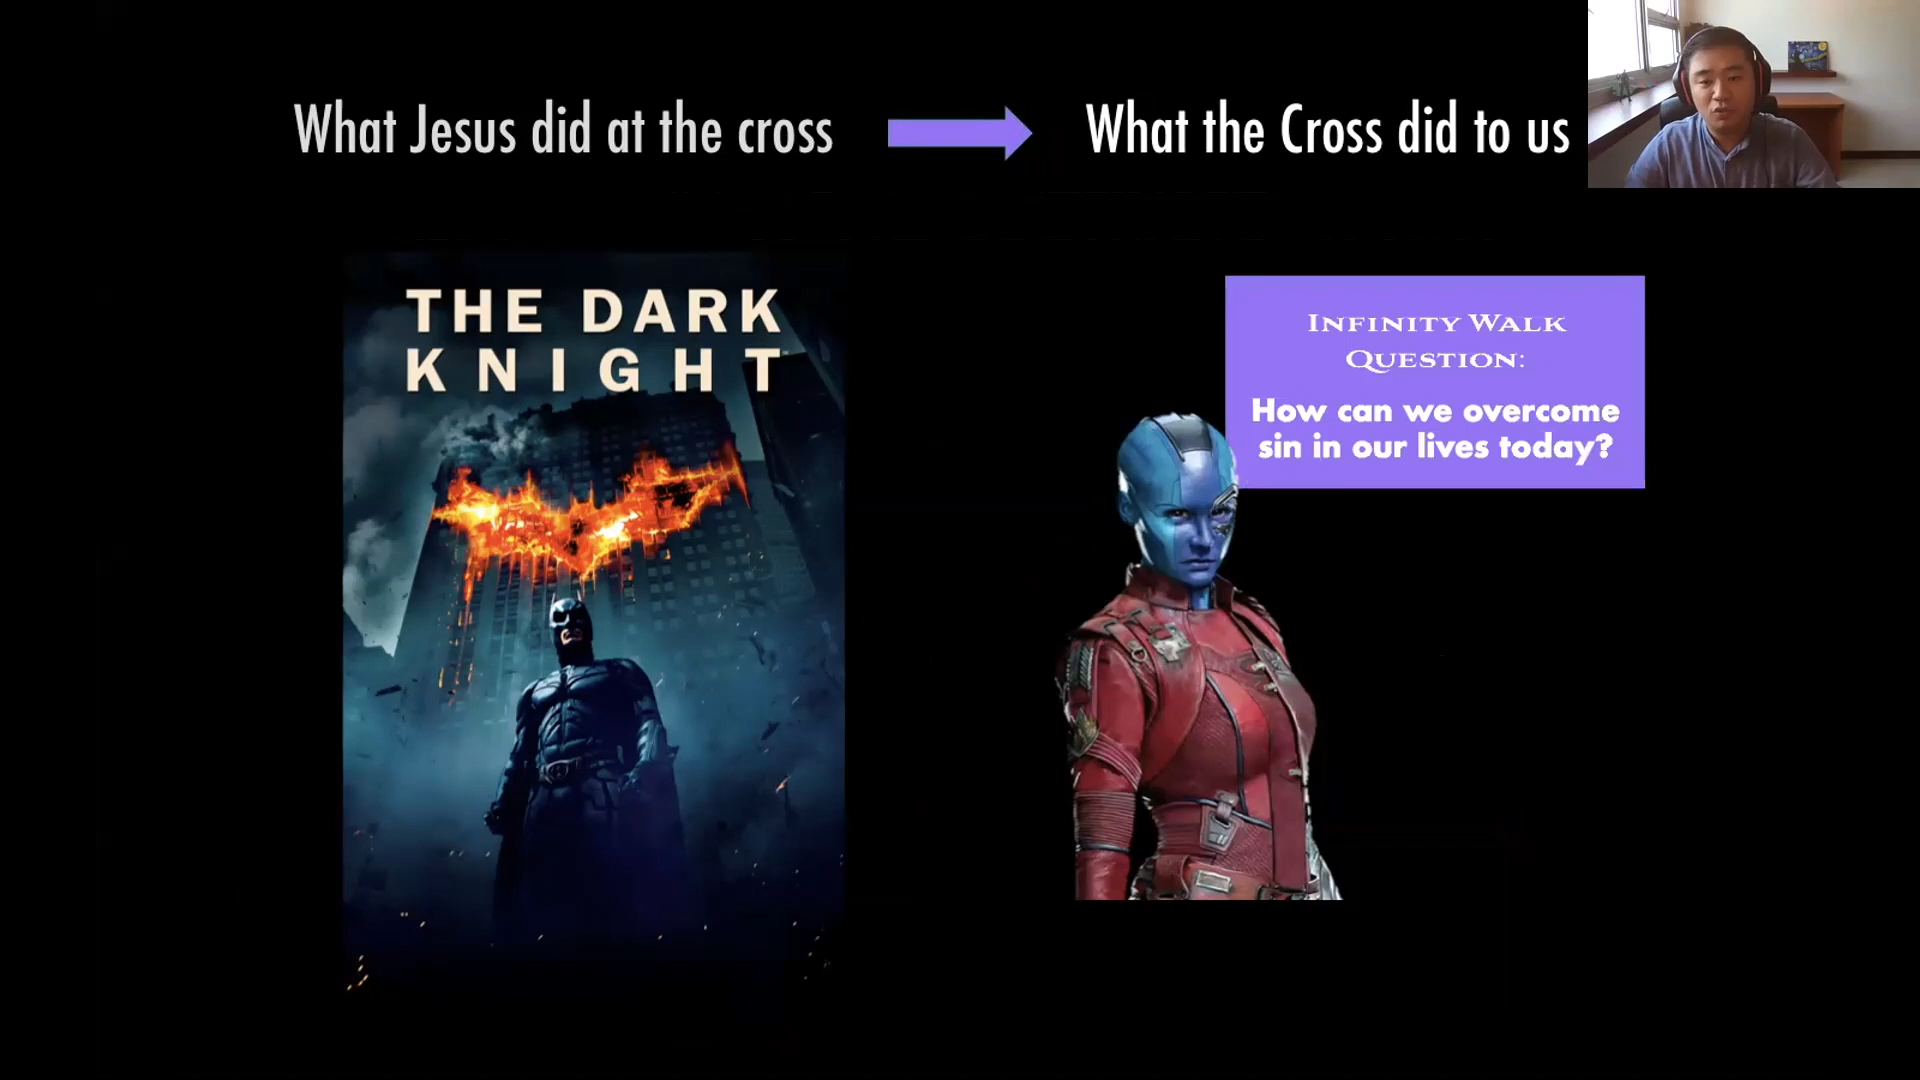 What Jesus did at the cross
What the Cross did to us
THE DARK
KNIGHT
INFINITY WALK
QUESTION:
How can we overcome
sin in our lives today?